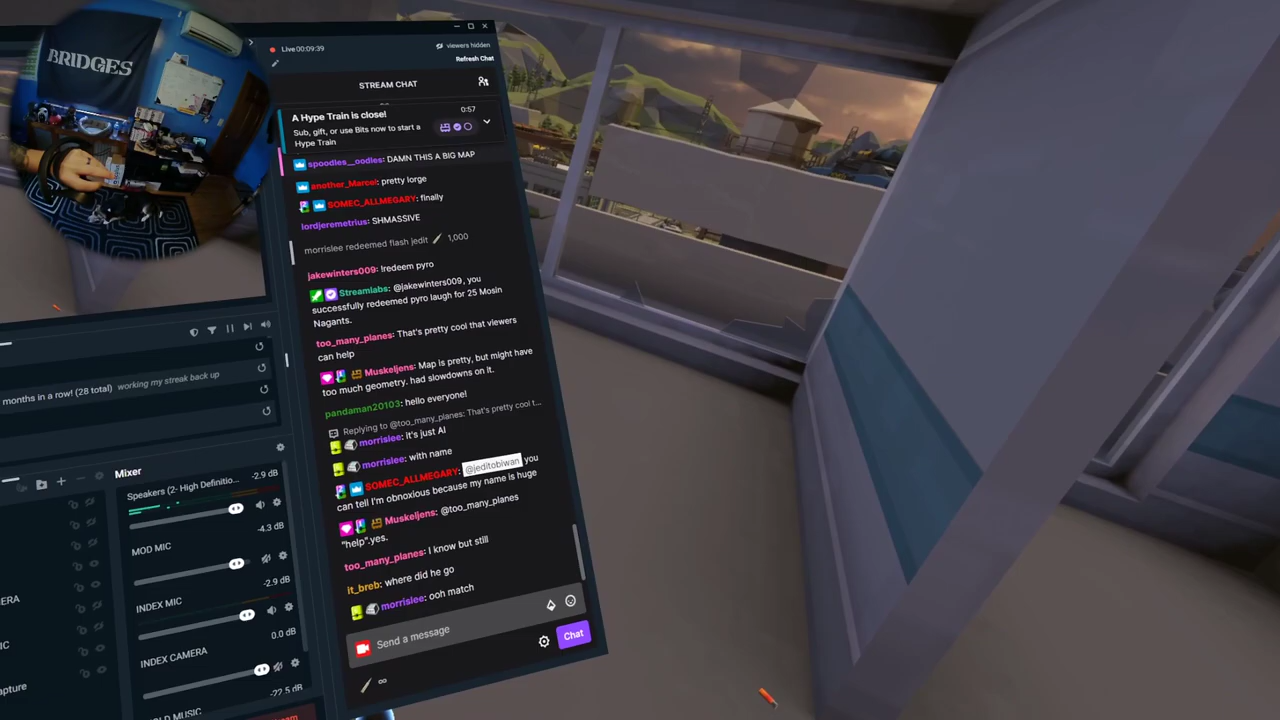 BRIDGES
Live 00:09:39
viewers hidden
Refresh Chat
STREAM CHAT
A Hype Train is close!
0:57
Sub, gift, or use Bits now to start a
Hype Train
spoodles__oodles: DAMN THIS A BIG MAP
another_Marcel: pretty lorge
SOMEC_ALLMEGARY: finally
lordjeremetrius: SHMASSIVE
morrislee redeemed flash jedit 1,000
jakewinters009: !redeem pyro
Streamlabs: @jakewinters009, you
successfully redeemed pyro laugh for 25 Mosin
Nagants.
too_many_planes: That's pretty cool that viewers
can help
Muskeljens: Map is pretty, but might have
too much geometry. had slowdowns on it.
pandaman20103: hello everyone!
Replying to @too_many_planes: That's pretty cool t...
morrislee: it's just AI
morrislee: with name
SOMEC_ALLMEGARY: @jeditobiwan you
can tell I'm obnoxious because my name is huge
Muskeljens: @too_many_planes
"help".yes.
too_many_planes: I know but still
it_breb: where did he go
morrislee: ooh match
Send a message
Chat
months in a row! (28 total) working my streak back up
Mixer
Speakers (2- High Definitio...
-2.9 dB
MOD MIC
-4.3 dB
INDEX MIC
-2.9 dB
INDEX CAMERA
0.0 dB
-22.5 dB